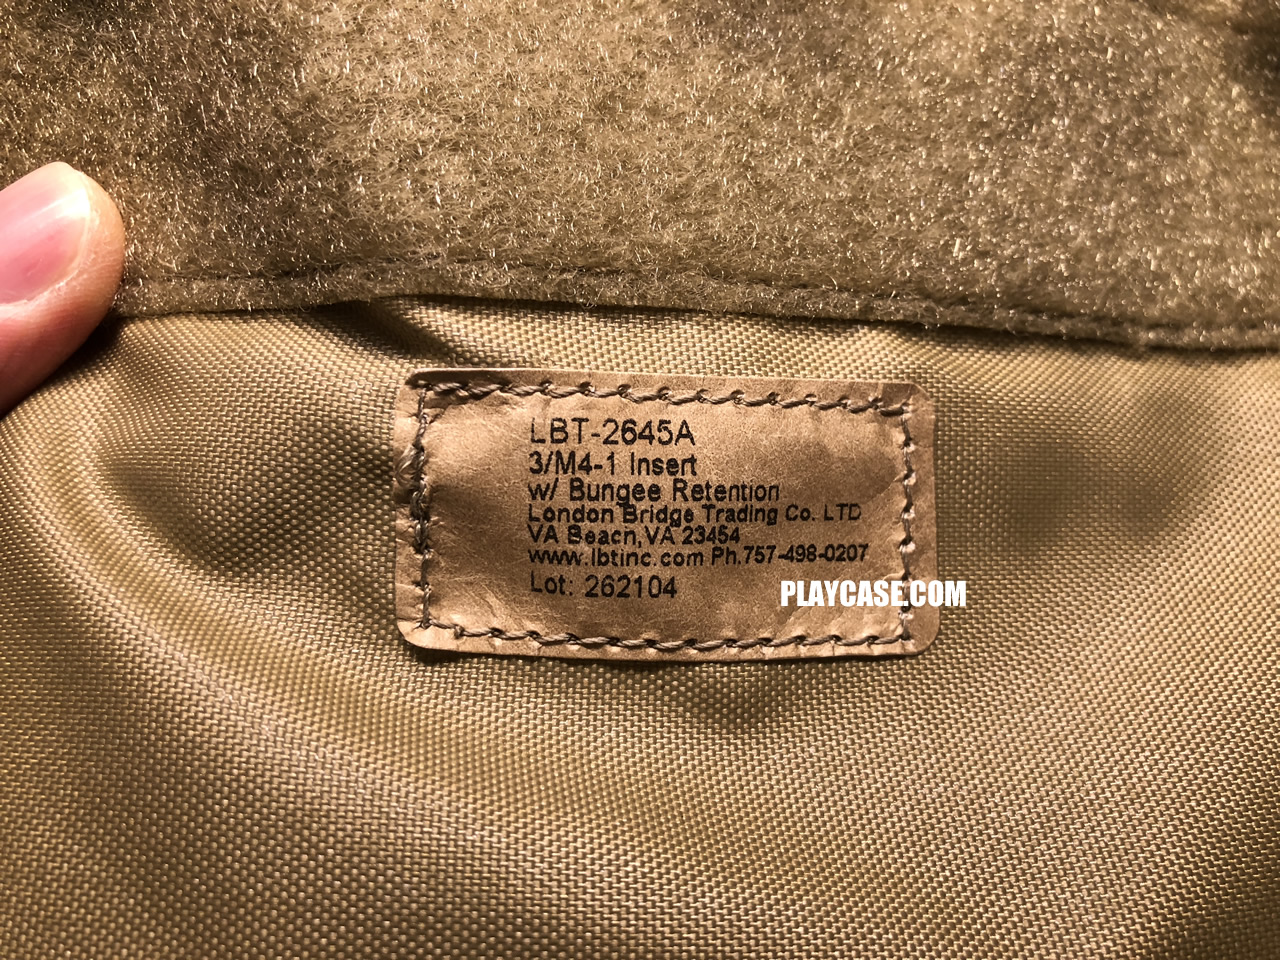 LBT-2645A
3/M4-1 Insert
w/ Bungee Retention
London Bridge Trading Co. LTD
VA Beach,VA 23454
www.lbtinc.com Ph.757-498-0207
Lot: 262104
PLAYCASE.COM